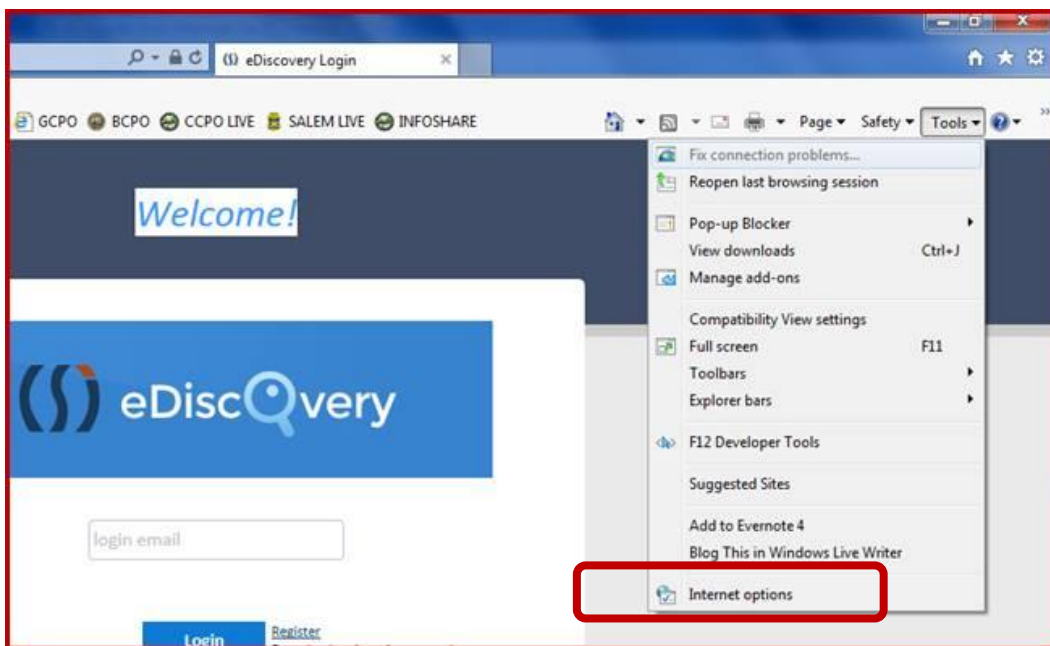 eDiscovery Login
GCPO BCPO CCPO LIVE SALEM LIVE INFOSHARE
Page Safety Tools
Fix connection problems...
Reopen last browsing session
Pop-up Blocker
View downloads Ctrl+J
Manage add-ons
Compatibility View settings
Full screen F11
Toolbars
Explorer bars
F12 Developer Tools
Suggested Sites
Add to Evernote 4
Blog This in Windows Live Writer
Internet options
Welcome!
eDiscovery
login email
Login
Register